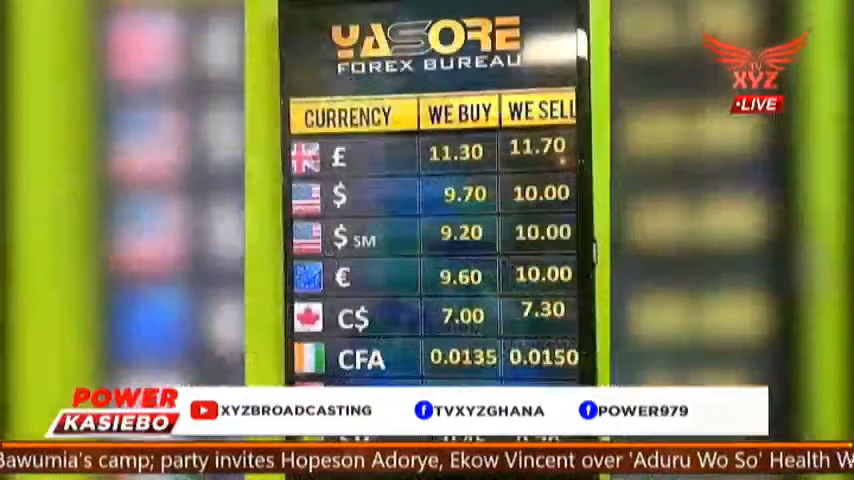 YASORE
FOREX BUREAU
TV
XYZ
LIVE
CURRENCY WE BUY WE SELL
£ 11.30 11.70
$ 9.70 10.00
$ SM 9.20 10.00
€ 9.60 10.00
C$ 7.00 7.30
CFA 0.0135 0.0150
POWER
KASIEBO
XYZBROADCASTING TVXYZGHANA POWER979
Bawumia's camp; party invites Hopeson Adorye, Ekow Vincent over 'Aduru Wo So' Health W